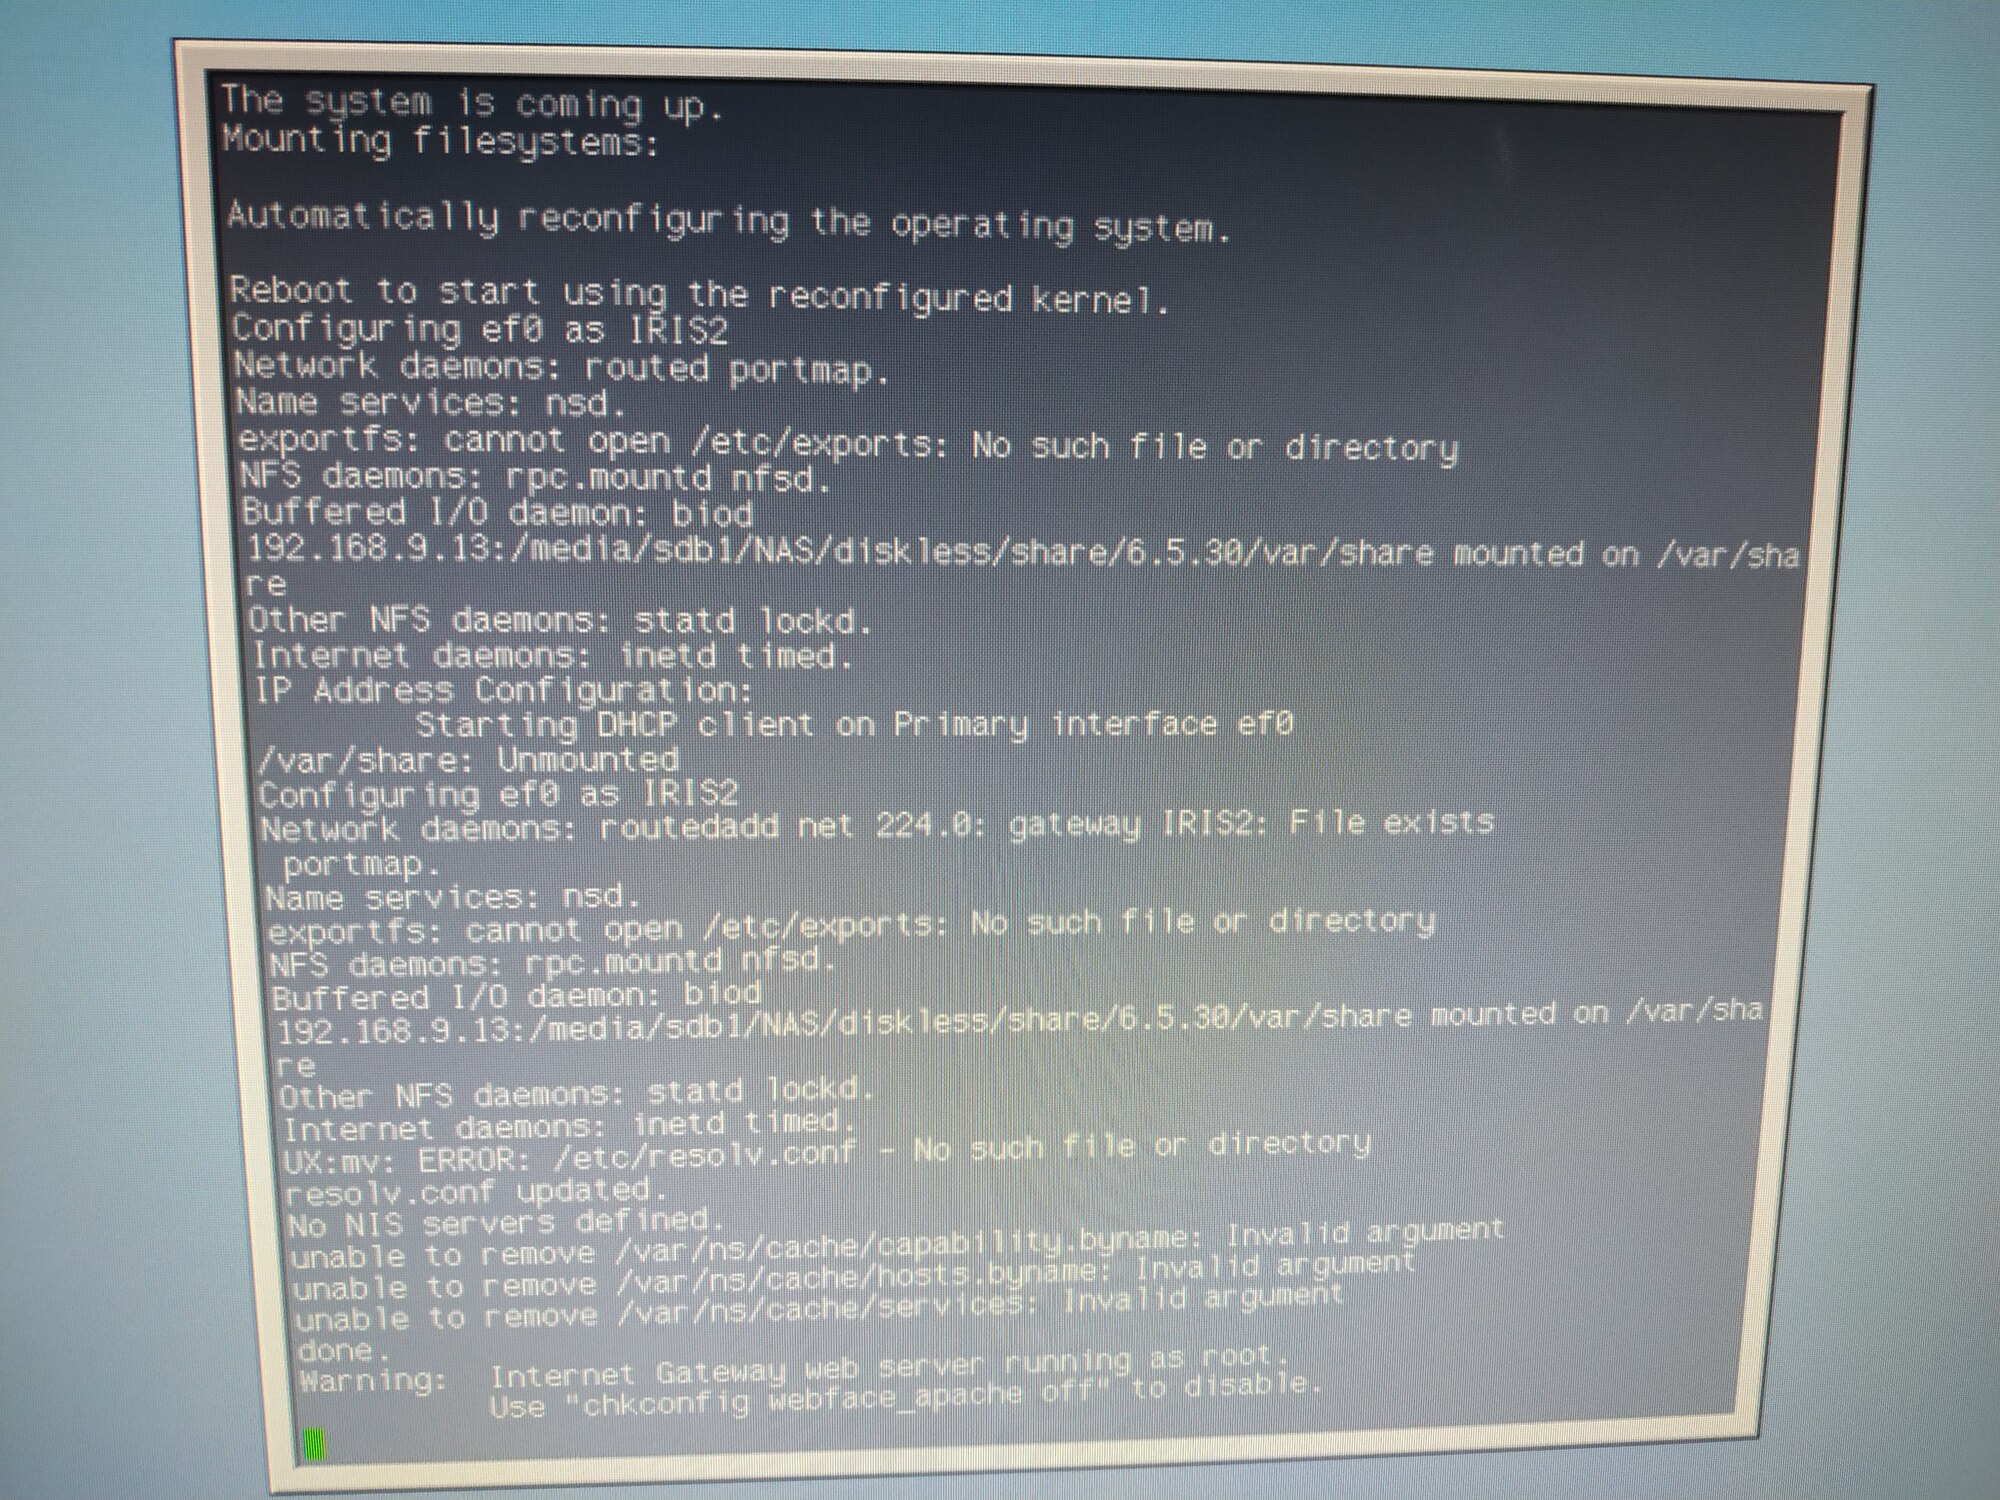 The system is coming up.
Mounting filesystems:
Automatically reconfiguring the operating system.
Reboot to start using the reconfigured kernel.
Configuring ef0 as IRIS2
Network daemons: routed portmap.
Name services: nsd.
exportfs: cannot open /etc/exports: No such file or directory
NFS daemons: rpc.mountd nfsd.
Buffered I/O daemon: biod
192.168.9.13:/media/sdb1/NAS/diskless/share/6.5.30/var/share mounted on /var/sha
re
Other NFS daemons: statd lockd.
Internet daemons: inetd timed.
IP Address Configuration:
Starting DHCP client on Primary interface ef0
/var/share: Unmounted
Configuring ef0 as IRIS2
Network daemons: routedadd net 224.0: gateway IRIS2: File exists
portmap.
Name services: nsd.
exportfs: cannot open /etc/exports: No such file or directory
NFS daemons: rpc.mountd nfsd.
Buffered I/O daemon: biod
192.168.9.13:/media/sdb1/NAS/diskless/share/6.5.30/var/share mounted on /var/sha
re
Other NFS daemons: statd lockd.
Internet daemons: inetd timed.
UX:mv: ERROR: /etc/resolv.conf - No such file or directory
resolv.conf updated.
No NIS servers defined.
unable to remove /var/ns/cache/capability.byname: Invalid argument
unable to remove /var/ns/cache/hosts.byname: Invalid argument
unable to remove /var/ns/cache/services: Invalid argument
done.
Warning: Internet Gateway web server running as root.
Use "chkconfig webface_apache off" to disable.